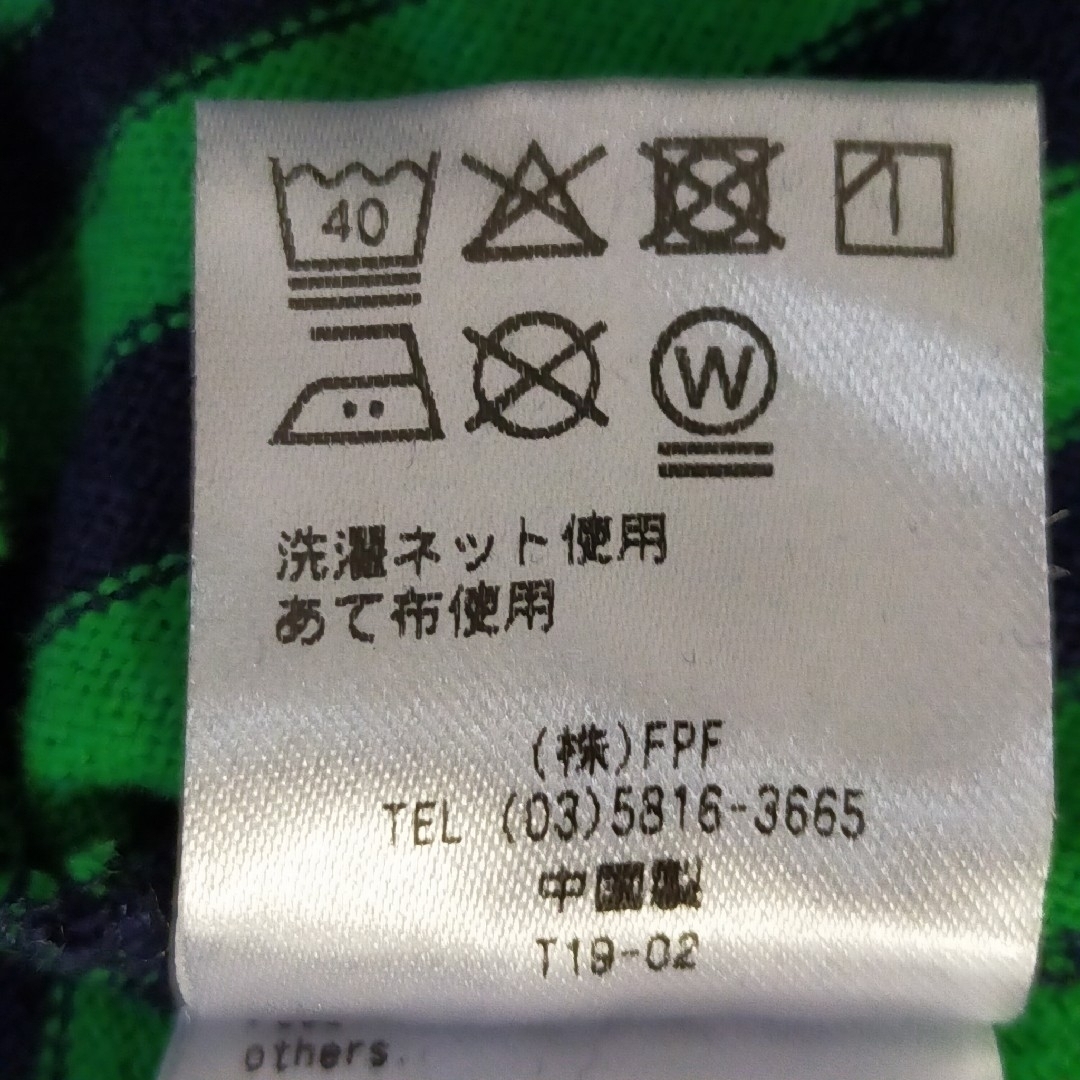 40
W
洗濯ネット使用
あて布使用
(株)FPF
TEL (03)5816-3665
中国製
T19-02
others.